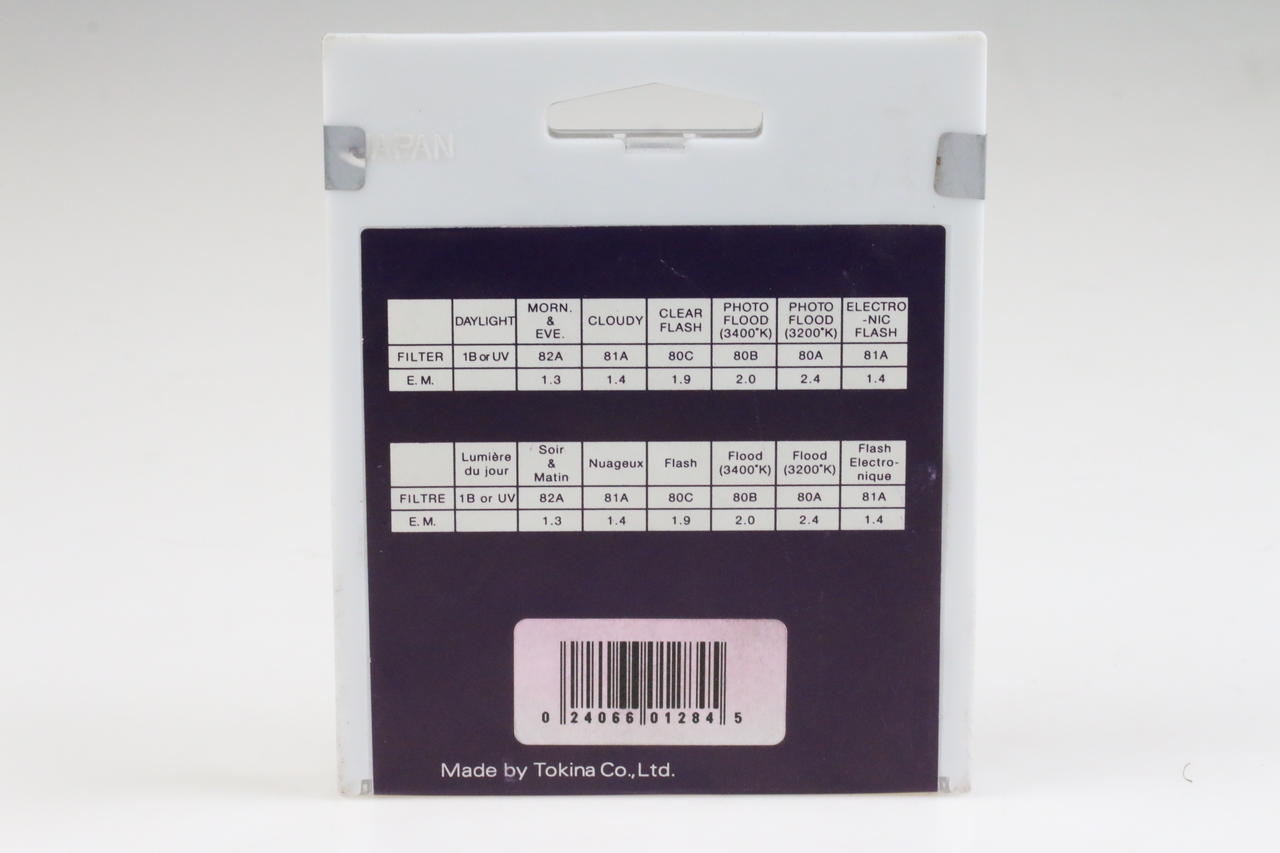 JAPAN
DAYLIGHT MORN. & EVE. CLOUDY CLEAR FLASH PHOTO FLOOD (3400°K) PHOTO FLOOD (3200°K) ELECTRO-NIC FLASH
FILTER 1B or UV 82A 81A 80C 80B 80A 81A
E. M. 1.3 1.4 1.9 2.0 2.4 1.4
Lumière du jour Soir & Matin Nuageux Flash Flood (3400°K) Flood (3200°K) Flash Electro-nique
FILTRE 1B or UV 82A 81A 80C 80B 80A 81A
E. M. 1.3 1.4 1.9 2.0 2.4 1.4
0 24066 01284 5
Made by Tokina Co., Ltd.